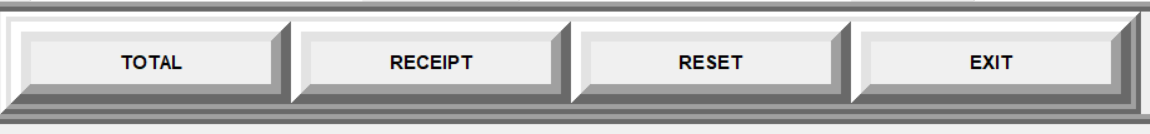 TOTAL RECEIPT RESET EXIT